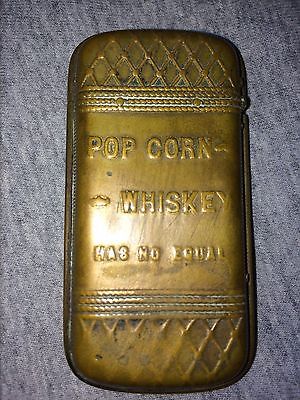 POP CORN
WHISKEY
HAS NO EQUAL